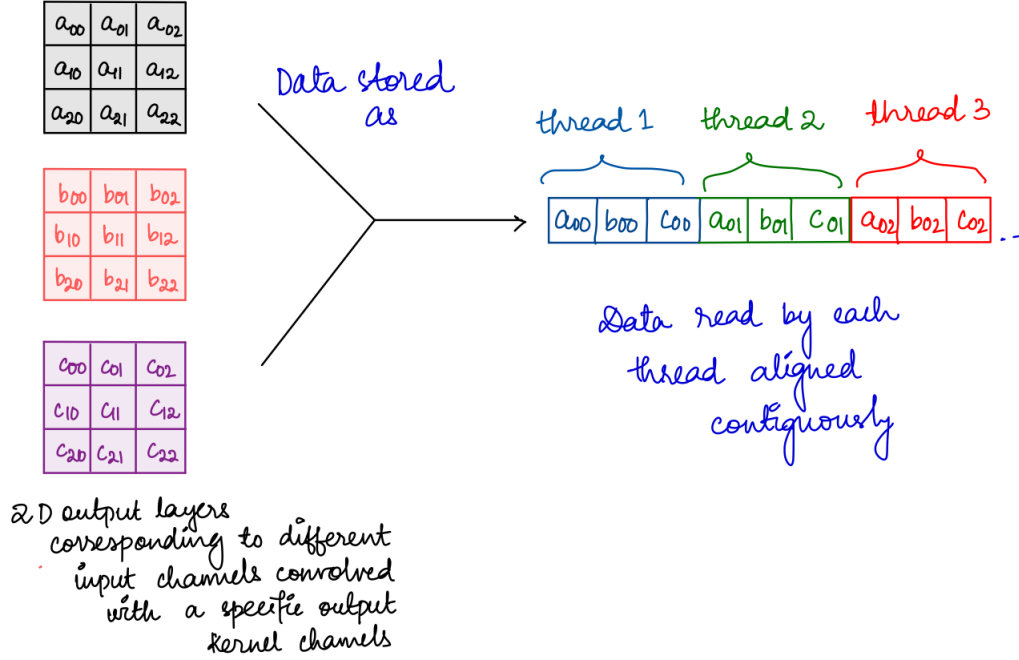 a00 a01 a02
a10 a11 a12
a20 a21 a22
b00 b01 b02
b10 b11 b12
b20 b21 b22
c00 c01 c02
c10 c11 c12
c20 c21 c22
2D output layers
corresponding to different
input channels convolved
with a specific output
kernel channels
Data stored
as
thread 1 thread 2 thread 3
a00 b00 c00 a01 b01 c01 a02 b02 c02 ...
Data read by each
thread aligned
contiguously